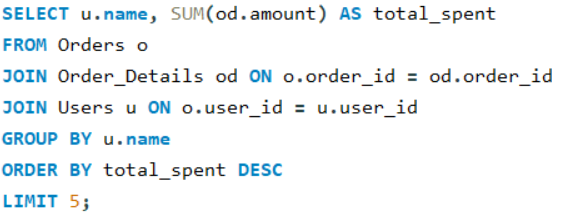 SELECT u.name, SUM(od.amount) AS total_spent
FROM Orders o
JOIN Order_Details od ON o.order_id = od.order_id
JOIN Users u ON o.user_id = u.user_id
GROUP BY u.name
ORDER BY total_spent DESC
LIMIT 5;